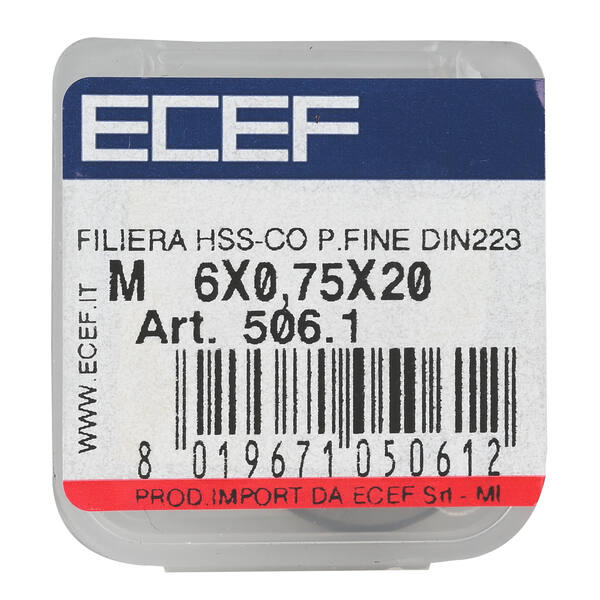 ECEF
FILIERA HSS-CO P.FINE DIN223
M 6X0,75X20
Art. 506.1
WWW.ECEF.IT
8 019671 050612
PROD.IMPORT DA ECEF Srl - MI